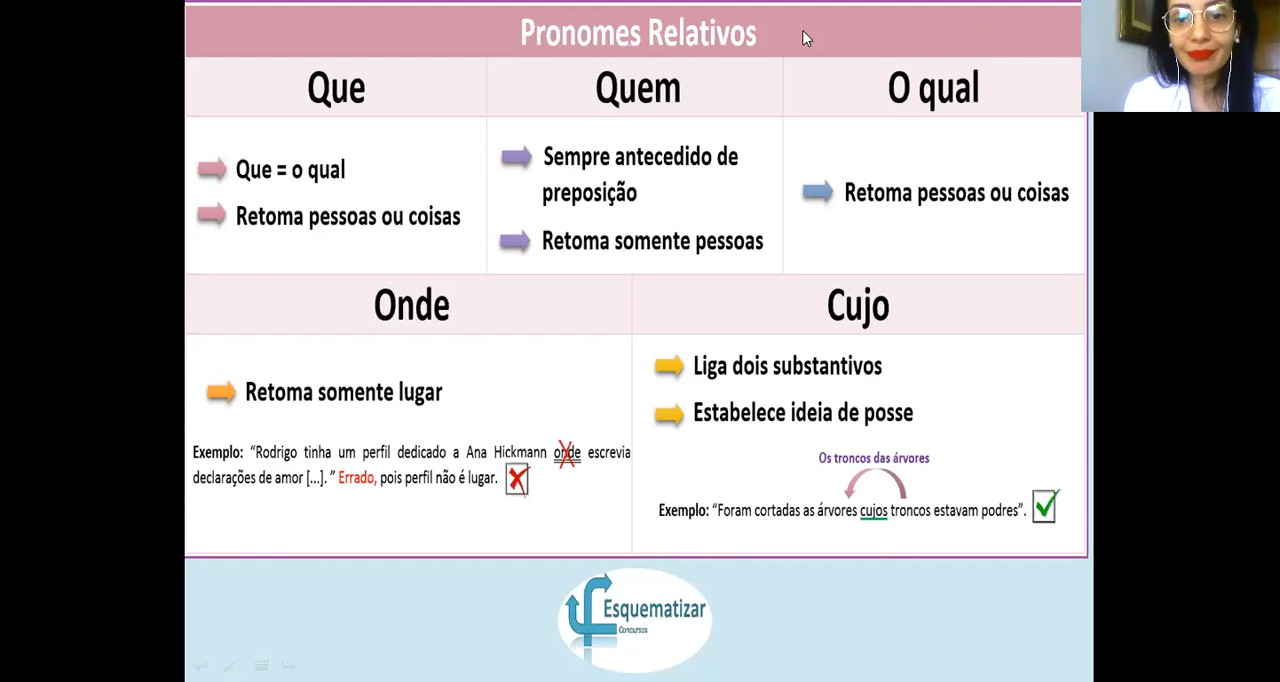 Pronomes Relativos
Que
Quem
O qual
Que = o qual
Retoma pessoas ou coisas
Sempre antecedido de
preposição
Retoma somente pessoas
Retoma pessoas ou coisas
Onde
Cujo
Retoma somente lugar
Exemplo: “Rodrigo tinha um perfil dedicado a Ana Hickmann onde escrevia
declarações de amor [...]. ” Errado, pois perfil não é lugar.
Liga dois substantivos
Estabelece ideia de posse
Os troncos das árvores
Exemplo: “Foram cortadas as árvores cujos troncos estavam podres”.
Esquematizar
Concursos